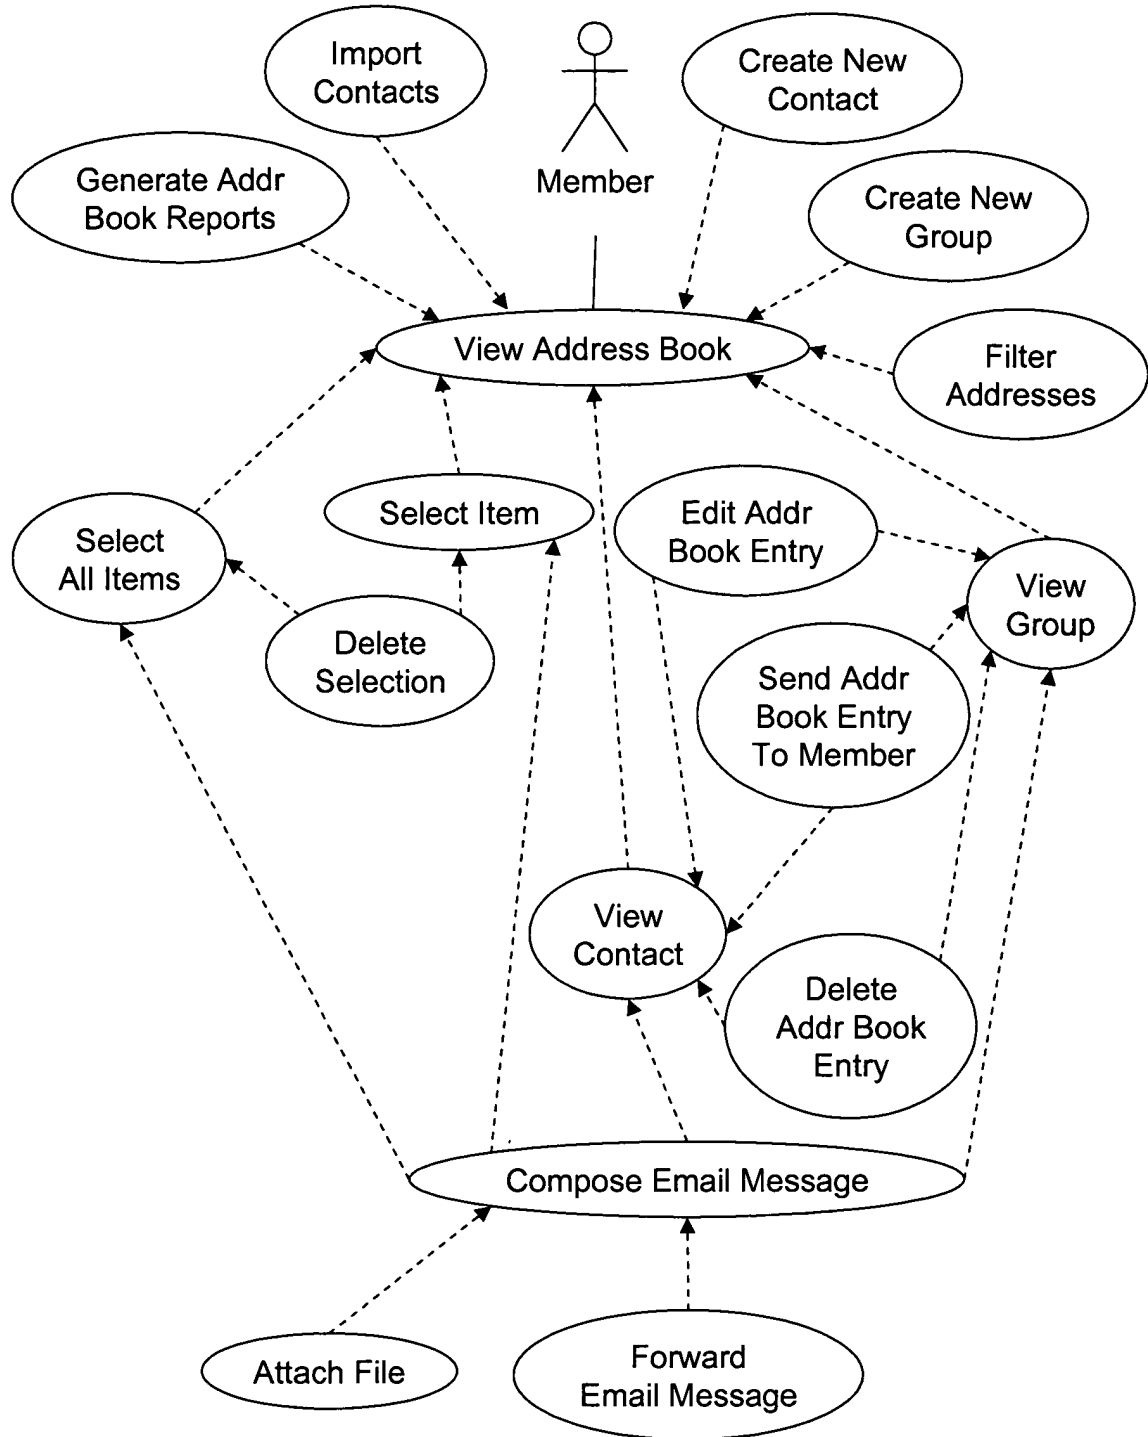 Import
Contacts
Create New
Contact
Member
Generate Addr
Book Reports
Create New
Group
View Address Book
Filter
Addresses
Select Item
Edit Addr
Book Entry
Select
All Items
View
Group
Delete
Selection
Send Addr
Book Entry
To Member
View
Contact
Delete
Addr Book
Entry
Compose Email Message
Attach File
Forward
Email Message